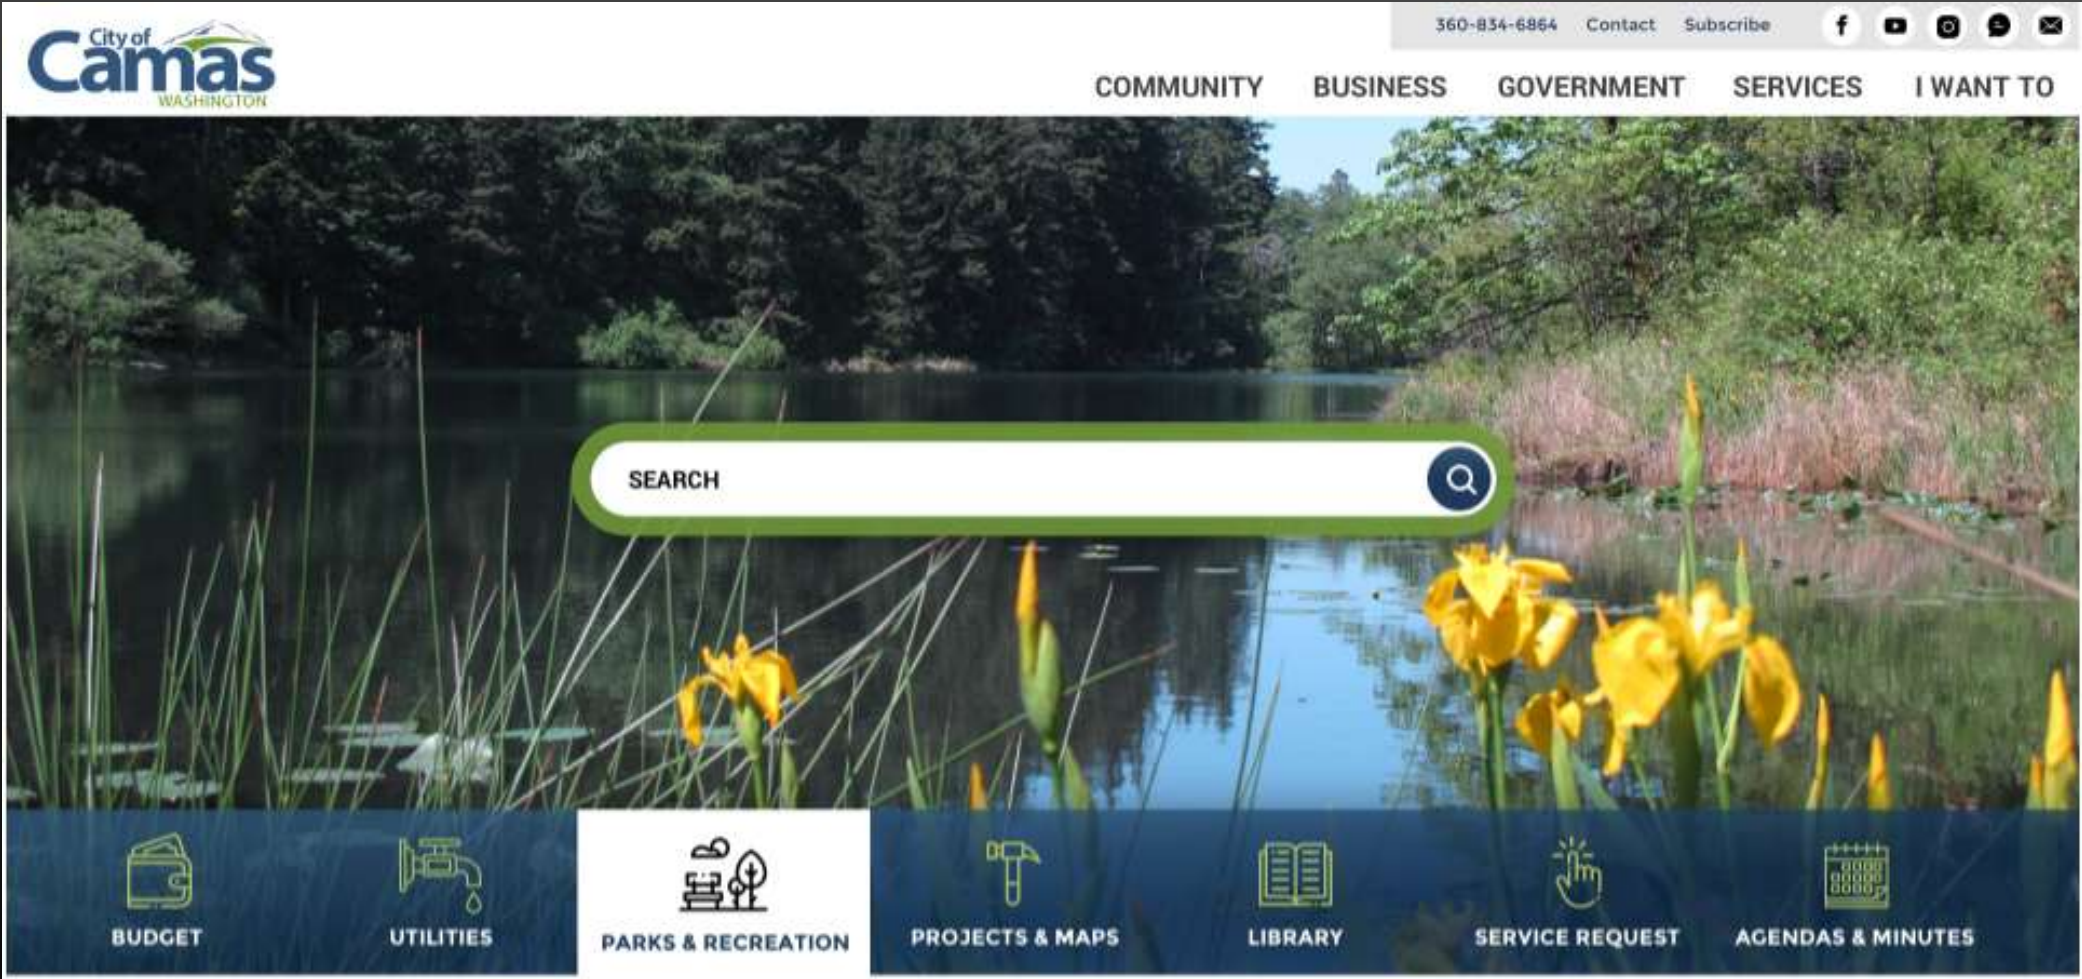 City of
Camas
WASHINGTON
360-834-6864 Contact Subscribe
COMMUNITY BUSINESS GOVERNMENT SERVICES I WANT TO
SEARCH
BUDGET UTILITIES PARKS & RECREATION PROJECTS & MAPS LIBRARY SERVICE REQUEST AGENDAS & MINUTES